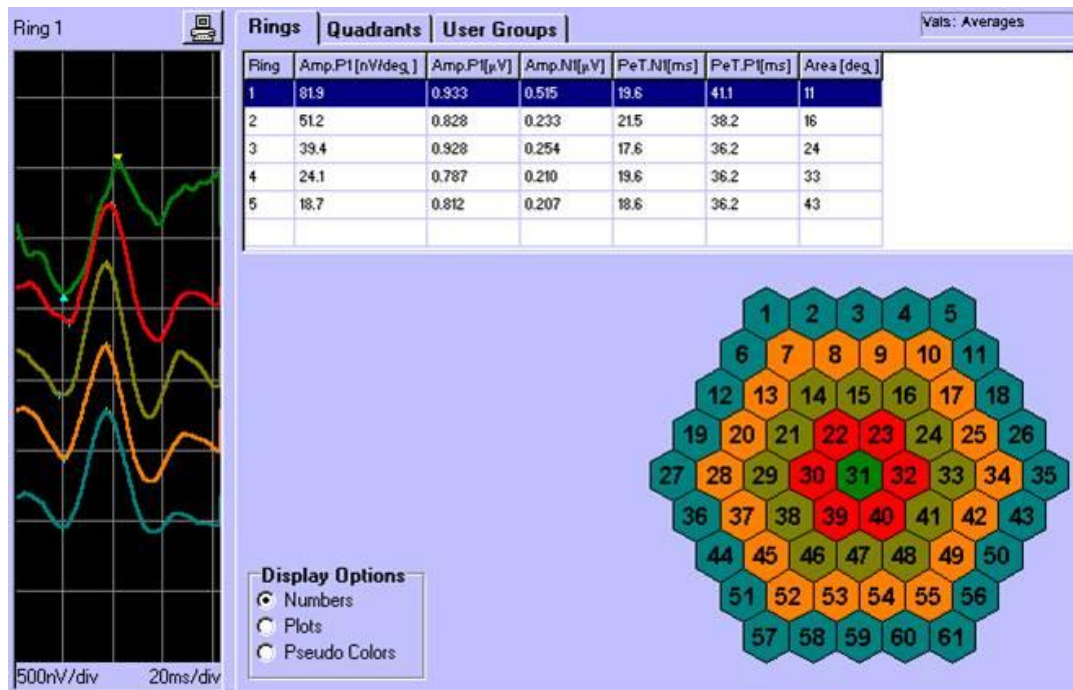 Ring 1
Rings Quadrants User Groups
Vals: Averages
Ring Amp.P1[nV/deg.] Amp.P1[µV] Amp.N1[µV] PeT.N1[ms] PeT.P1[ms] Area[deg.]
1 81.9 0.933 0.515 19.6 41.1 11
2 51.2 0.828 0.233 21.5 38.2 16
3 39.4 0.928 0.254 17.6 36.2 24
4 24.1 0.787 0.210 19.6 36.2 33
5 18.7 0.812 0.207 18.6 36.2 43
1 2 3 4 5
6 7 8 9 10 11
12 13 14 15 16 17 18
19 20 21 22 23 24 25 26
27 28 29 30 31 32 33 34 35
36 37 38 39 40 41 42 43
44 45 46 47 48 49 50
51 52 53 54 55 56
57 58 59 60 61
Display Options
Numbers
Plots
Pseudo Colors
500nV/div 20ms/div